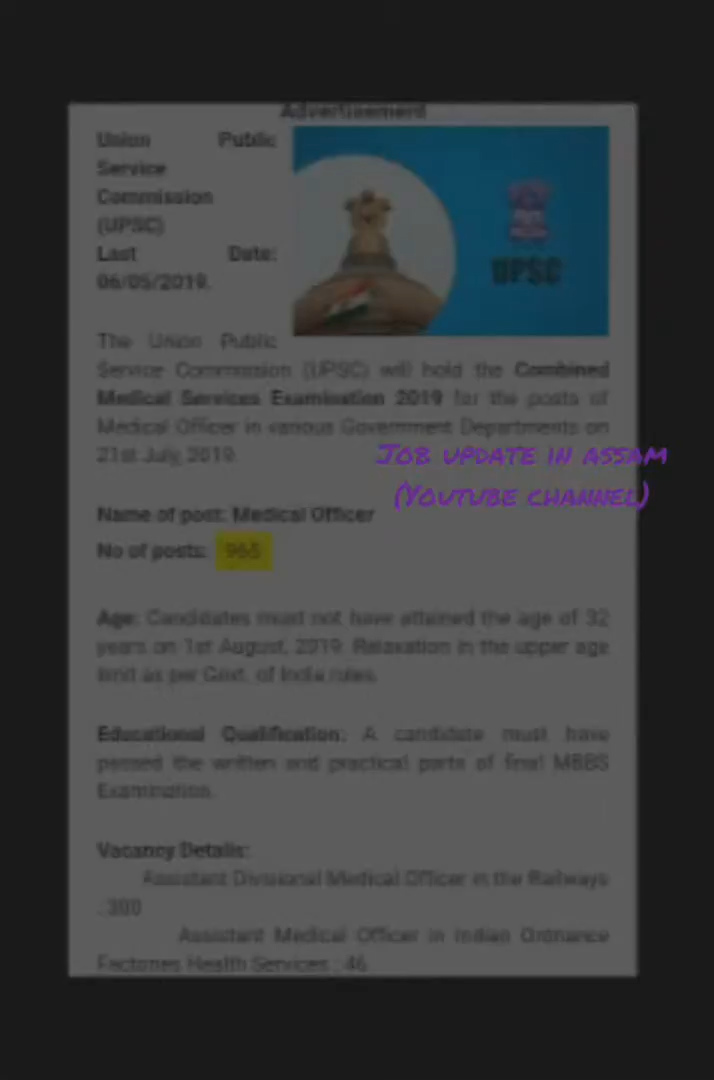 Advertisement
Union Public
Service
Commission
(UPSC)
Last Date:
06/05/2019.
UPSC
The Union Public
Service Commission (UPSC) will hold the Combined
Medical Services Examination 2019 for the posts of
Medical Officer in various Government Departments on
21st July, 2019.
Job update in assam
(Youtube channel)
Name of post: Medical Officer
No of posts: 965
Age: Candidates must not have attained the age of 32
years on 1st August, 2019. Relaxation in the upper age
limit as per Govt. of India rules.
Educational Qualification: A candidate must have
passed the written and practical parts of final MBBS
Examination.
Vacancy Details:
Assistant Divisional Medical Officer in the Railways
: 300
Assistant Medical Officer in Indian Ordnance
Factories Health Services : 46